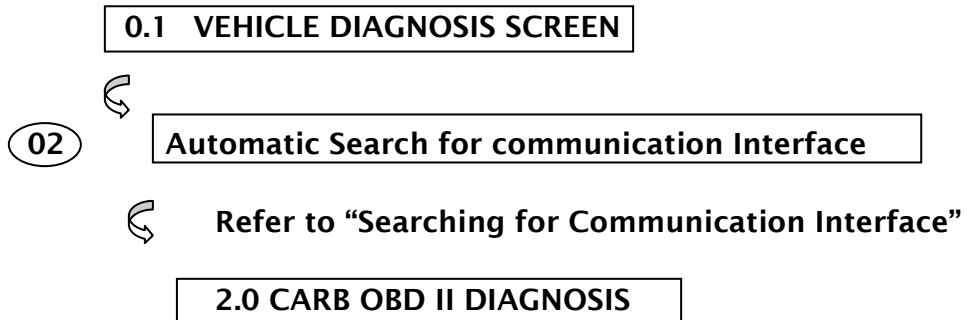 0.1 VEHICLE DIAGNOSIS SCREEN
02 Automatic Search for communication Interface
Refer to “Searching for Communication Interface”
2.0 CARB OBD II DIAGNOSIS